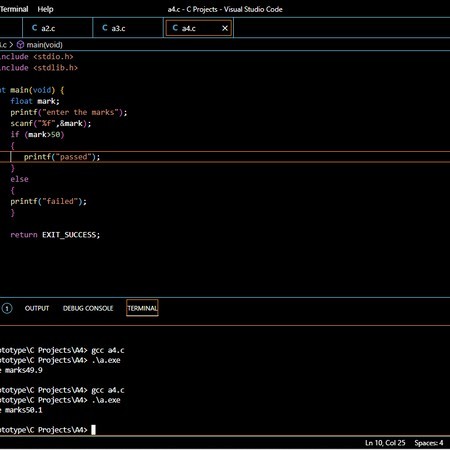 Terminal Help a4.c - C Projects - Visual Studio Code
a2.c a3.c a4.c ×
4.c > main(void)
include <stdio.h>
include <stdlib.h>
nt main(void) {
float mark;
printf("enter the marks");
scanf("%f",&mark);
if (mark>50)
{
printf("passed");
}
else
{
printf("failed");
}
return EXIT_SUCCESS;
1 OUTPUT DEBUG CONSOLE TERMINAL
ototype\C Projects\A4> gcc a4.c
ototype\C Projects\A4> .\a.exe
e marks49.9
ototype\C Projects\A4> gcc a4.c
ototype\C Projects\A4> .\a.exe
e marks50.1
ototype\C Projects\A4>
Ln 10, Col 25 Spaces: 4